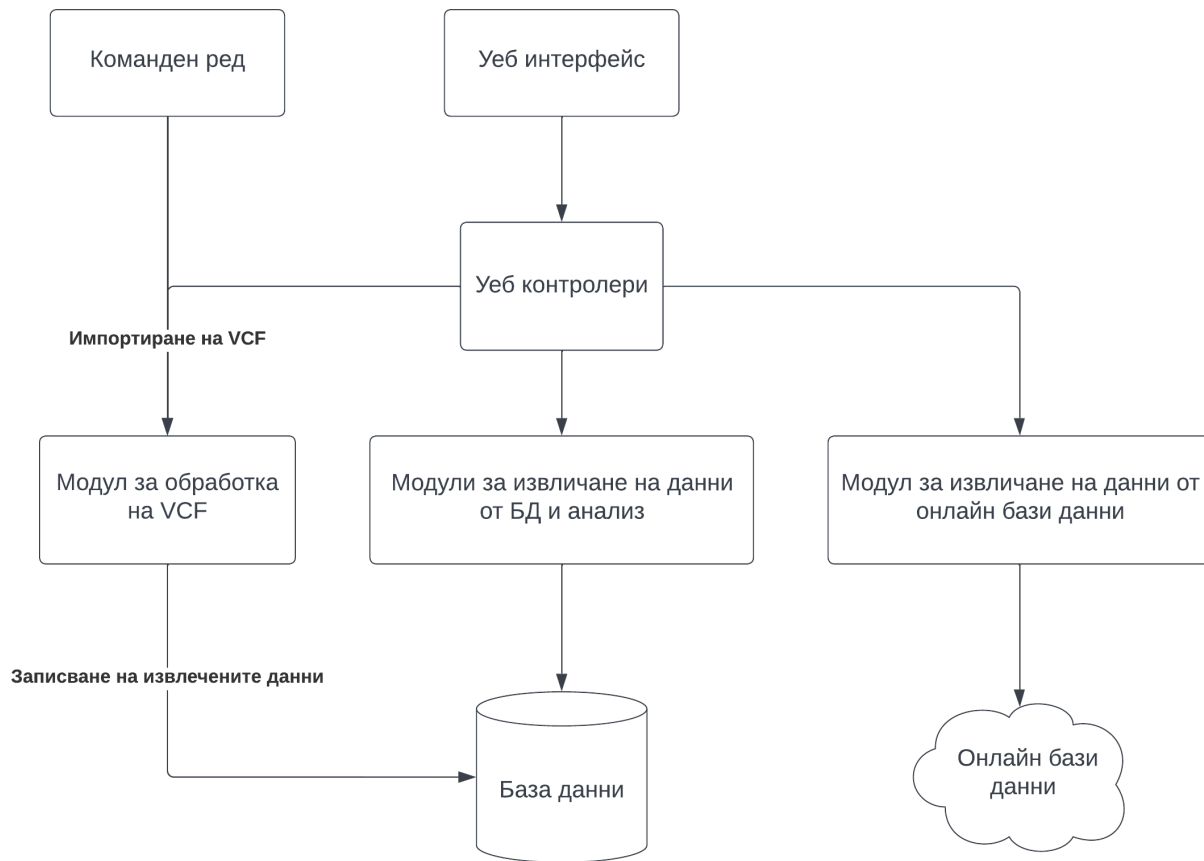 Команден ред
Уеб интерфейс
Уеб контролери
Импортиране на VCF
Модул за обработка
на VCF
Модули за извличане на данни
от БД и анализ
Модул за извличане на данни от
онлайн бази данни
Записване на извлечените данни
База данни
Онлайн бази
данни